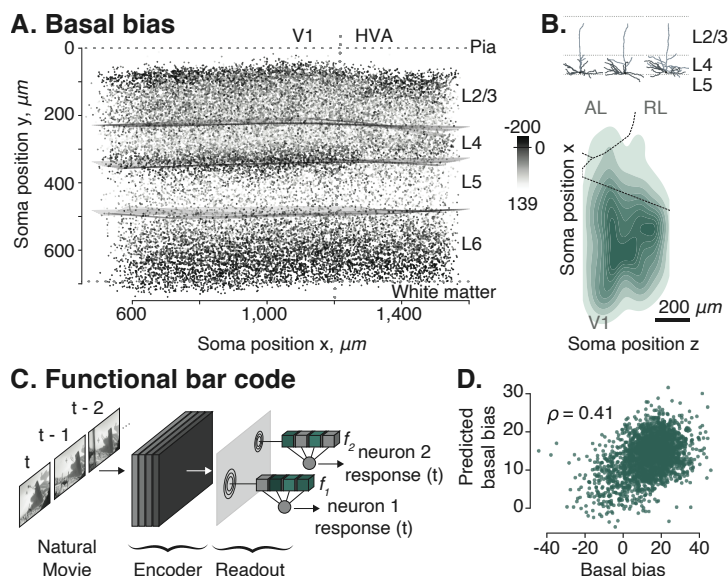 A. Basal bias
V1 HVA
Pia
0
200
400
600
Soma position y, μm
L2/3
L4
L5
L6
White matter
600 1,000 1,400
Soma position x, μm
-200
0
139
B.
L2/3
L4
L5
AL RL
Soma position x
V1
200 μm
Soma position z
C. Functional bar code
t - 2
t - 1
t
f2 neuron 2
response (t)
f1
neuron 1
response (t)
Natural
Movie
Encoder
Readout
D.
30
20
10
0
Predicted
basal bias
ρ = 0.41
-40 -20 0 20 40
Basal bias